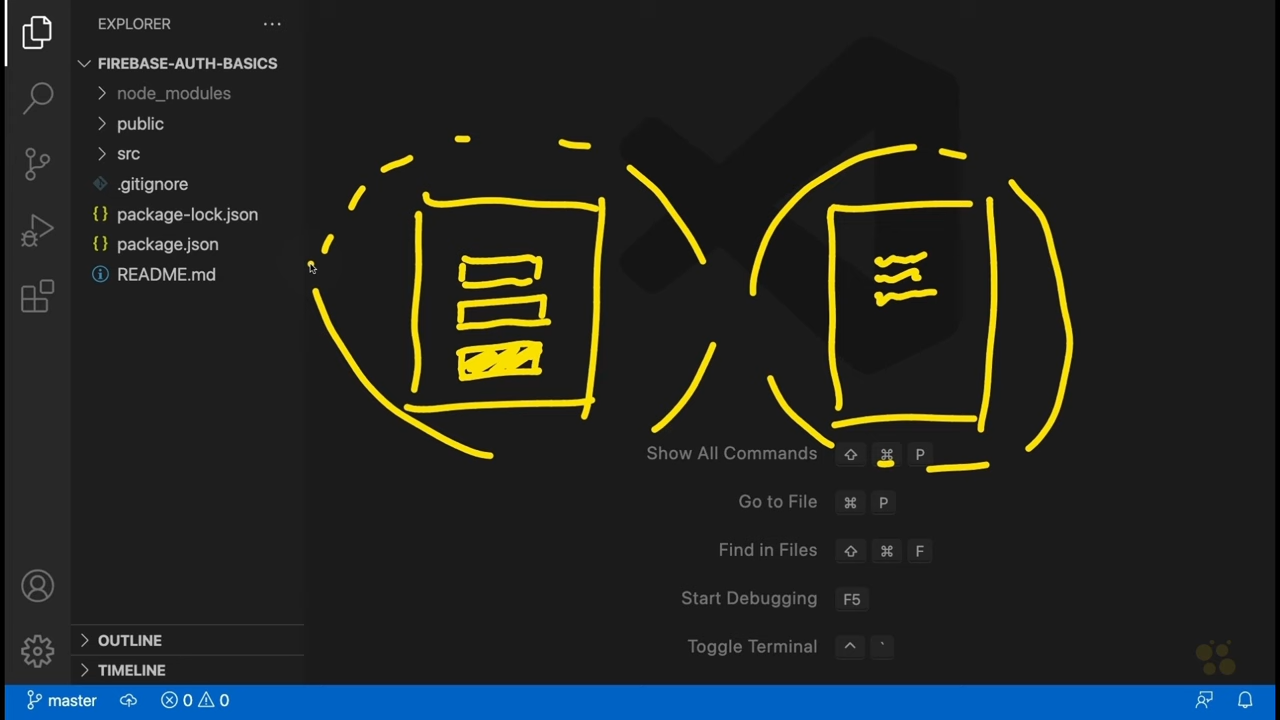 EXPLORER
FIREBASE-AUTH-BASICS
node_modules
public
src
.gitignore
{} package-lock.json
{} package.json
README.md
Show All Commands ⇧ ⌘ P
Go to File ⌘ P
Find in Files ⇧ ⌘ F
Start Debugging F5
Toggle Terminal ^ `
OUTLINE
TIMELINE
master 0 0